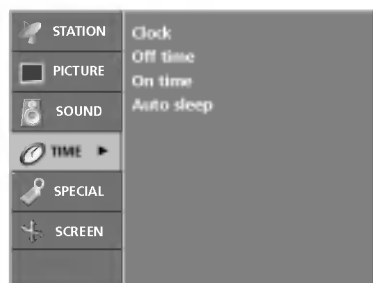 STATION
PICTURE
SOUND
TIME ►
SPECIAL
SCREEN
Clock
Off time
On time
Auto sleep